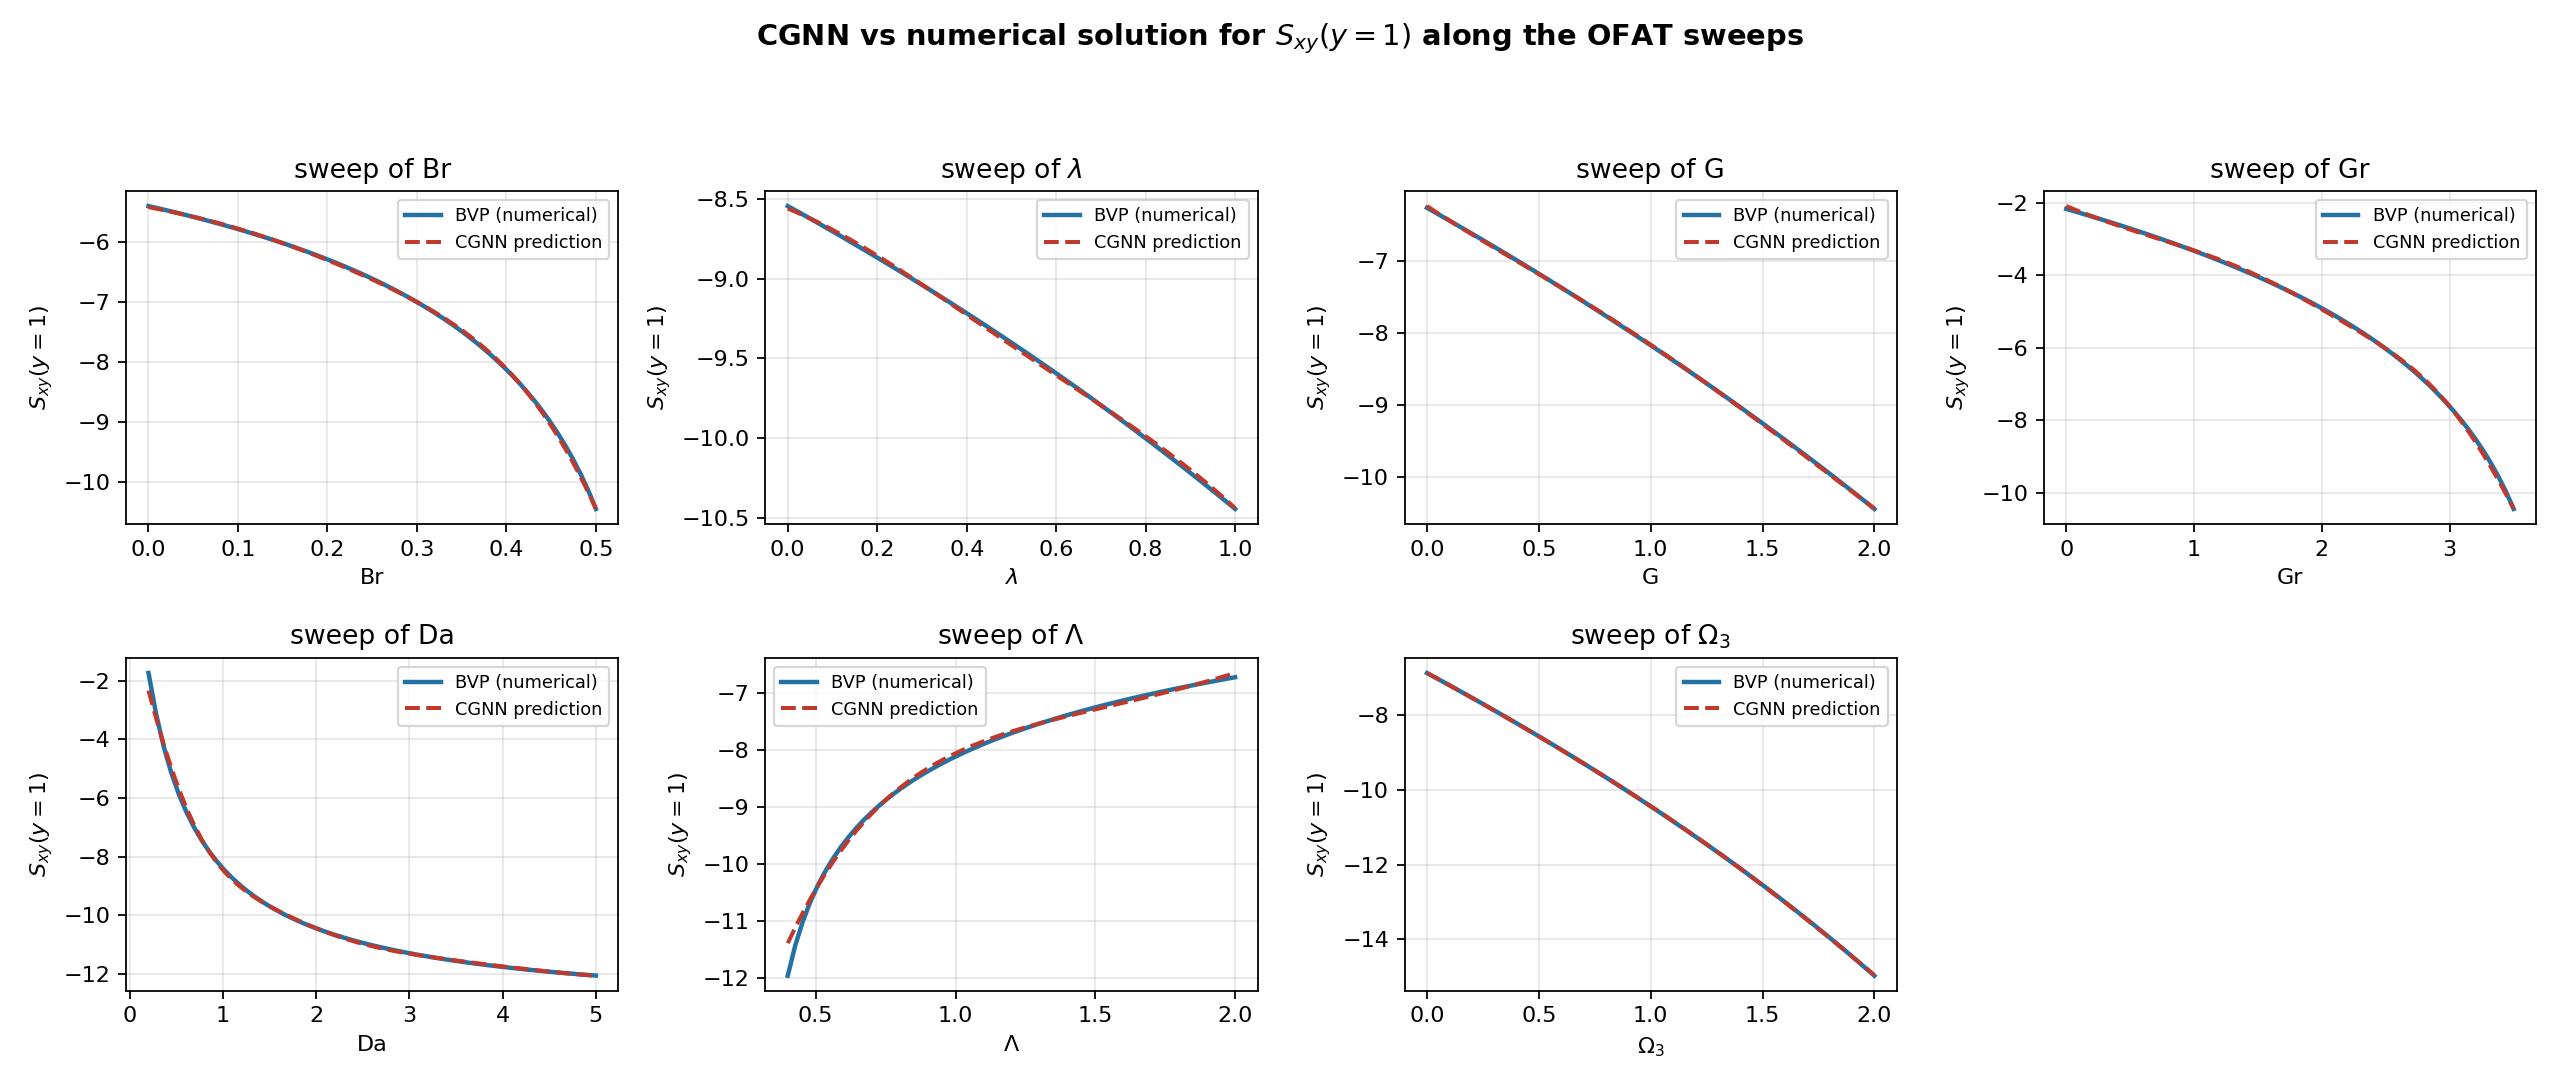 CGNN vs numerical solution for Sxy(y = 1) along the OFAT sweeps
sweep of Br
Sxy(y = 1)
−6
−7
−8
−9
−10
BVP (numerical)
CGNN prediction
0.0 0.1 0.2 0.3 0.4 0.5
Br
sweep of λ
Sxy(y = 1)
−8.5
−9.0
−9.5
−10.0
−10.5
BVP (numerical)
CGNN prediction
0.0 0.2 0.4 0.6 0.8 1.0
λ
sweep of G
Sxy(y = 1)
−7
−8
−9
−10
BVP (numerical)
CGNN prediction
0.0 0.5 1.0 1.5 2.0
G
sweep of Gr
Sxy(y = 1)
−2
−4
−6
−8
−10
BVP (numerical)
CGNN prediction
0 1 2 3
Gr
sweep of Da
Sxy(y = 1)
−2
−4
−6
−8
−10
−12
BVP (numerical)
CGNN prediction
0 1 2 3 4 5
Da
sweep of Λ
Sxy(y = 1)
−7
−8
−9
−10
−11
−12
BVP (numerical)
CGNN prediction
0.5 1.0 1.5 2.0
Λ
sweep of Ω3
Sxy(y = 1)
−8
−10
−12
−14
BVP (numerical)
CGNN prediction
0.0 0.5 1.0 1.5 2.0
Ω3